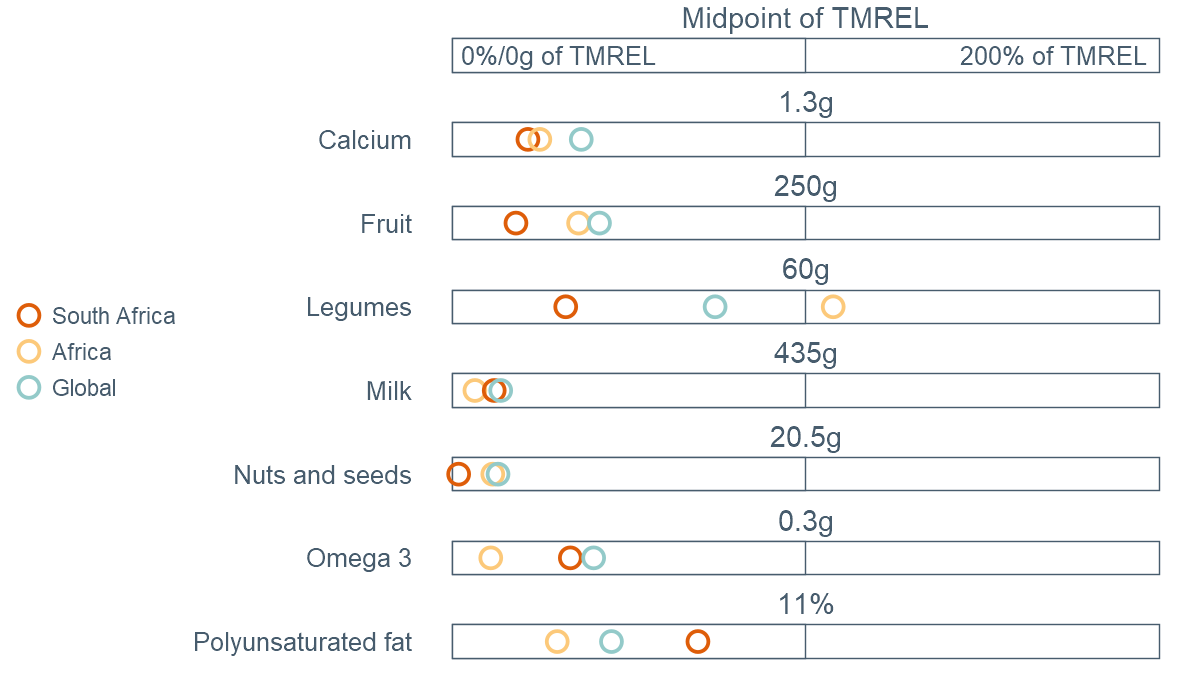 Midpoint of TMREL
0%/0g of TMREL
200% of TMREL
1.3g
Calcium
250g
Fruit
60g
Legumes
435g
Milk
20.5g
Nuts and seeds
0.3g
Omega 3
11%
Polyunsaturated fat
South Africa
Africa
Global